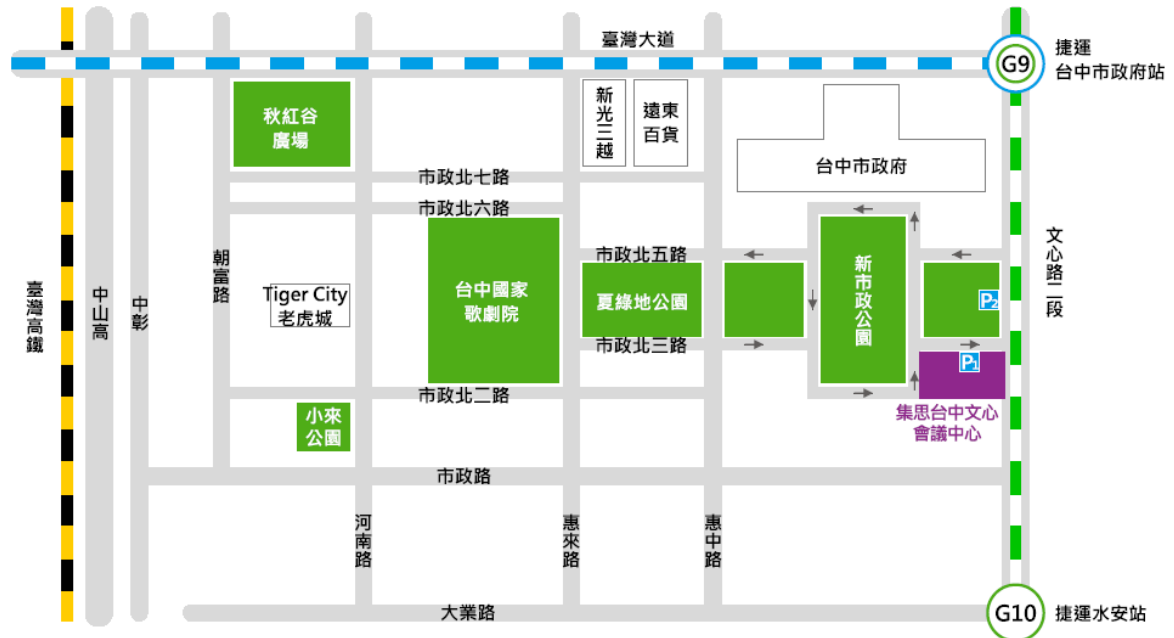 臺灣大道
G9
捷運
台中市政府站
秋紅谷
廣場
新光三越
遠東
百貨
台中市政府
市政北七路
市政北六路
朝富路
Tiger City
老虎城
台中國家
歌劇院
市政北五路
夏綠地公園
新市政公園
P2
文心路二段
臺灣高鐵
中山高
中彰
市政北三路
P1
市政北二路
小來
公園
集思台中文心
會議中心
市政路
河南路
惠來路
惠中路
大業路
G10
捷運水安站